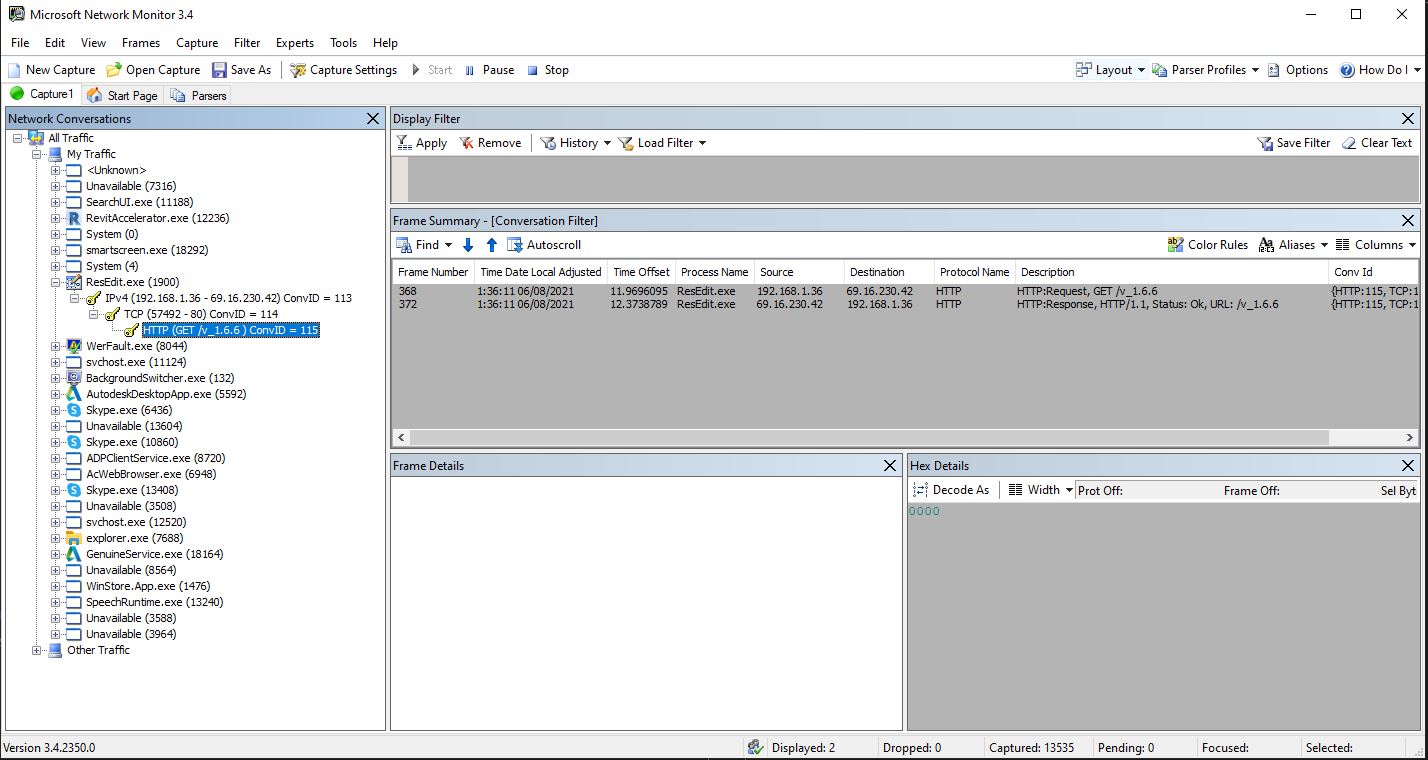 Microsoft Network Monitor 3.4
File Edit View Frames Capture Filter Experts Tools Help
New Capture Open Capture Save As Capture Settings Start Pause Stop Layout Parser Profiles Options How Do I
Capture1 Start Page Parsers
Network Conversations
All Traffic
My Traffic
<Unknown>
Unavailable (7316)
SearchUI.exe (11188)
RevitAccelerator.exe (12236)
System (0)
smartscreen.exe (18292)
System (4)
ResEdit.exe (1900)
IPv4 (192.168.1.36 - 69.16.230.42) ConvID = 113
TCP (57492 - 80) ConvID = 114
HTTP (GET /v_1.6.6 ) ConvID = 115
WerFault.exe (8044)
svchost.exe (11124)
BackgroundSwitcher.exe (132)
AutodeskDesktopApp.exe (5592)
Skype.exe (6436)
Unavailable (13604)
Skype.exe (10860)
ADPClientService.exe (8720)
AcWebBrowser.exe (6948)
Skype.exe (13408)
Unavailable (3508)
svchost.exe (12520)
explorer.exe (7688)
GenuineService.exe (18164)
Unavailable (8564)
WinStore.App.exe (1476)
SpeechRuntime.exe (13240)
Unavailable (3588)
Unavailable (3964)
Other Traffic
Display Filter
Apply Remove History Load Filter Save Filter Clear Text
Frame Summary - [Conversation Filter]
Find Autoscroll Color Rules Aliases Columns
Frame Number Time Date Local Adjusted Time Offset Process Name Source Destination Protocol Name Description Conv Id
368 1:36:11 06/08/2021 11.9696095 ResEdit.exe 192.168.1.36 69.16.230.42 HTTP HTTP:Request, GET /v_1.6.6 {HTTP:115, TCP:1
372 1:36:11 06/08/2021 12.3738789 ResEdit.exe 69.16.230.42 192.168.1.36 HTTP HTTP:Response, HTTP/1.1, Status: Ok, URL: /v_1.6.6 {HTTP:115, TCP:1
Frame Details
Hex Details
Decode As Width Prot Off: Frame Off: Sel Byt
0000
Version 3.4.2350.0 Displayed: 2 Dropped: 0 Captured: 13535 Pending: 0 Focused: Selected: